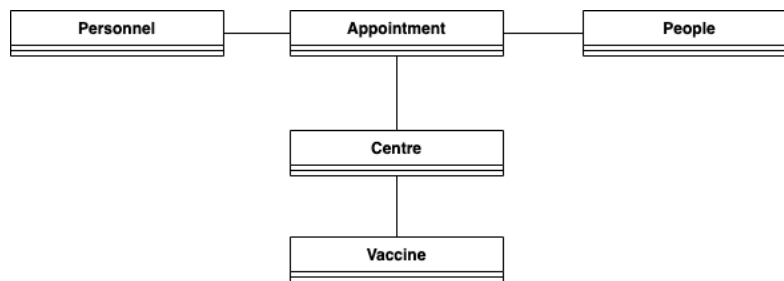 Personnel
Appointment
People
Centre
Vaccine